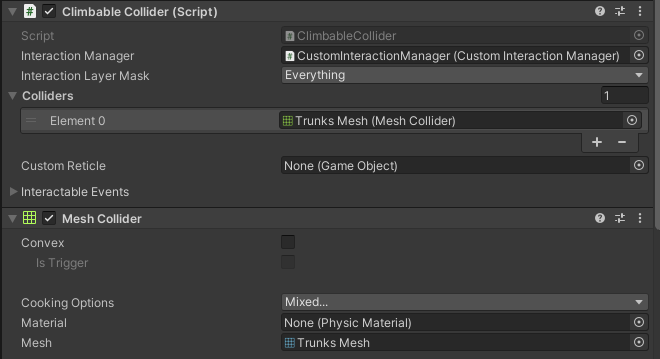 Climbable Collider (Script)
Script ClimbableCollider
Interaction Manager CustomInteractionManager (Custom Interaction Manager)
Interaction Layer Mask Everything
Colliders 1
Element 0 Trunks Mesh (Mesh Collider)
Custom Reticle None (Game Object)
Interactable Events
Mesh Collider
Convex
Is Trigger
Cooking Options Mixed...
Material None (Physic Material)
Mesh Trunks Mesh